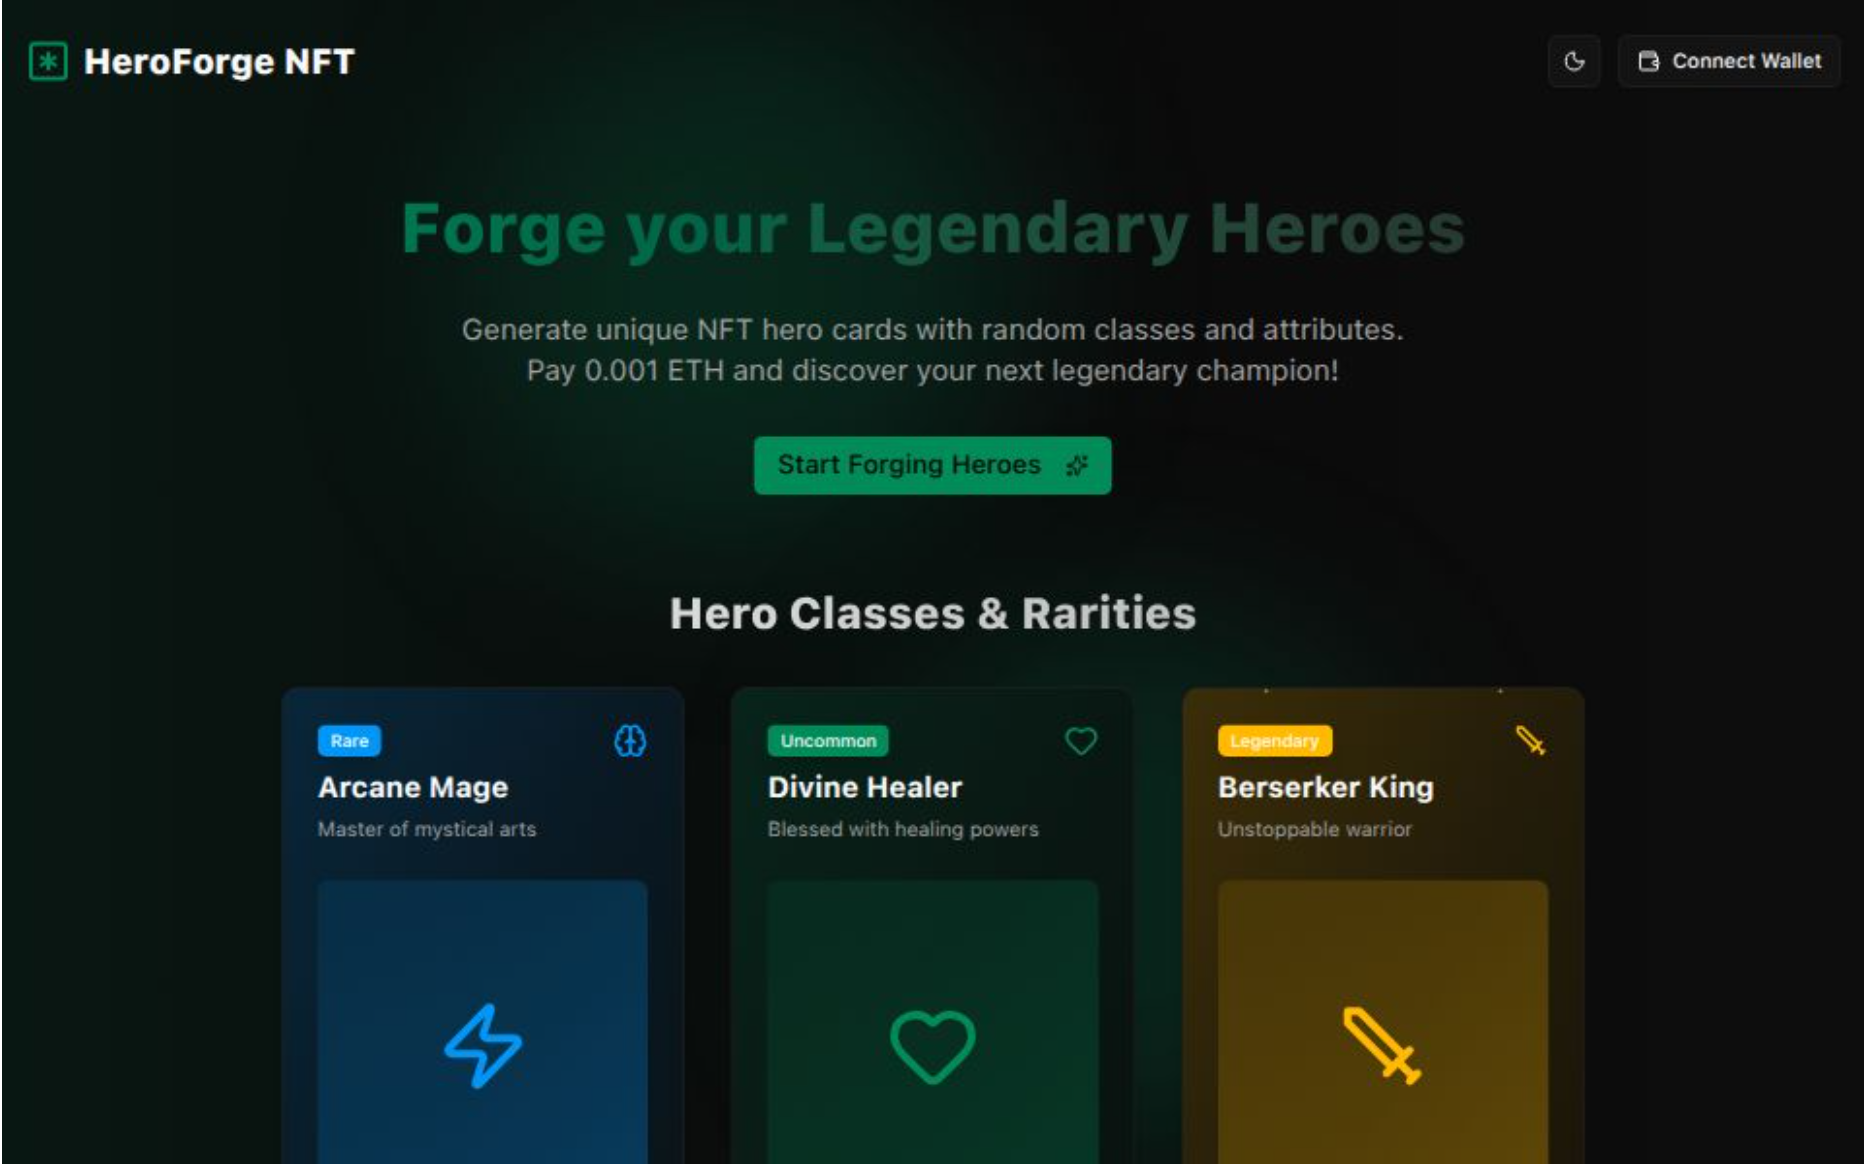 HeroForge NFT
Connect Wallet
Forge your Legendary Heroes
Generate unique NFT hero cards with random classes and attributes.
Pay 0.001 ETH and discover your next legendary champion!
Start Forging Heroes
Hero Classes & Rarities
Rare
Arcane Mage
Master of mystical arts
Uncommon
Divine Healer
Blessed with healing powers
Legendary
Berserker King
Unstoppable warrior